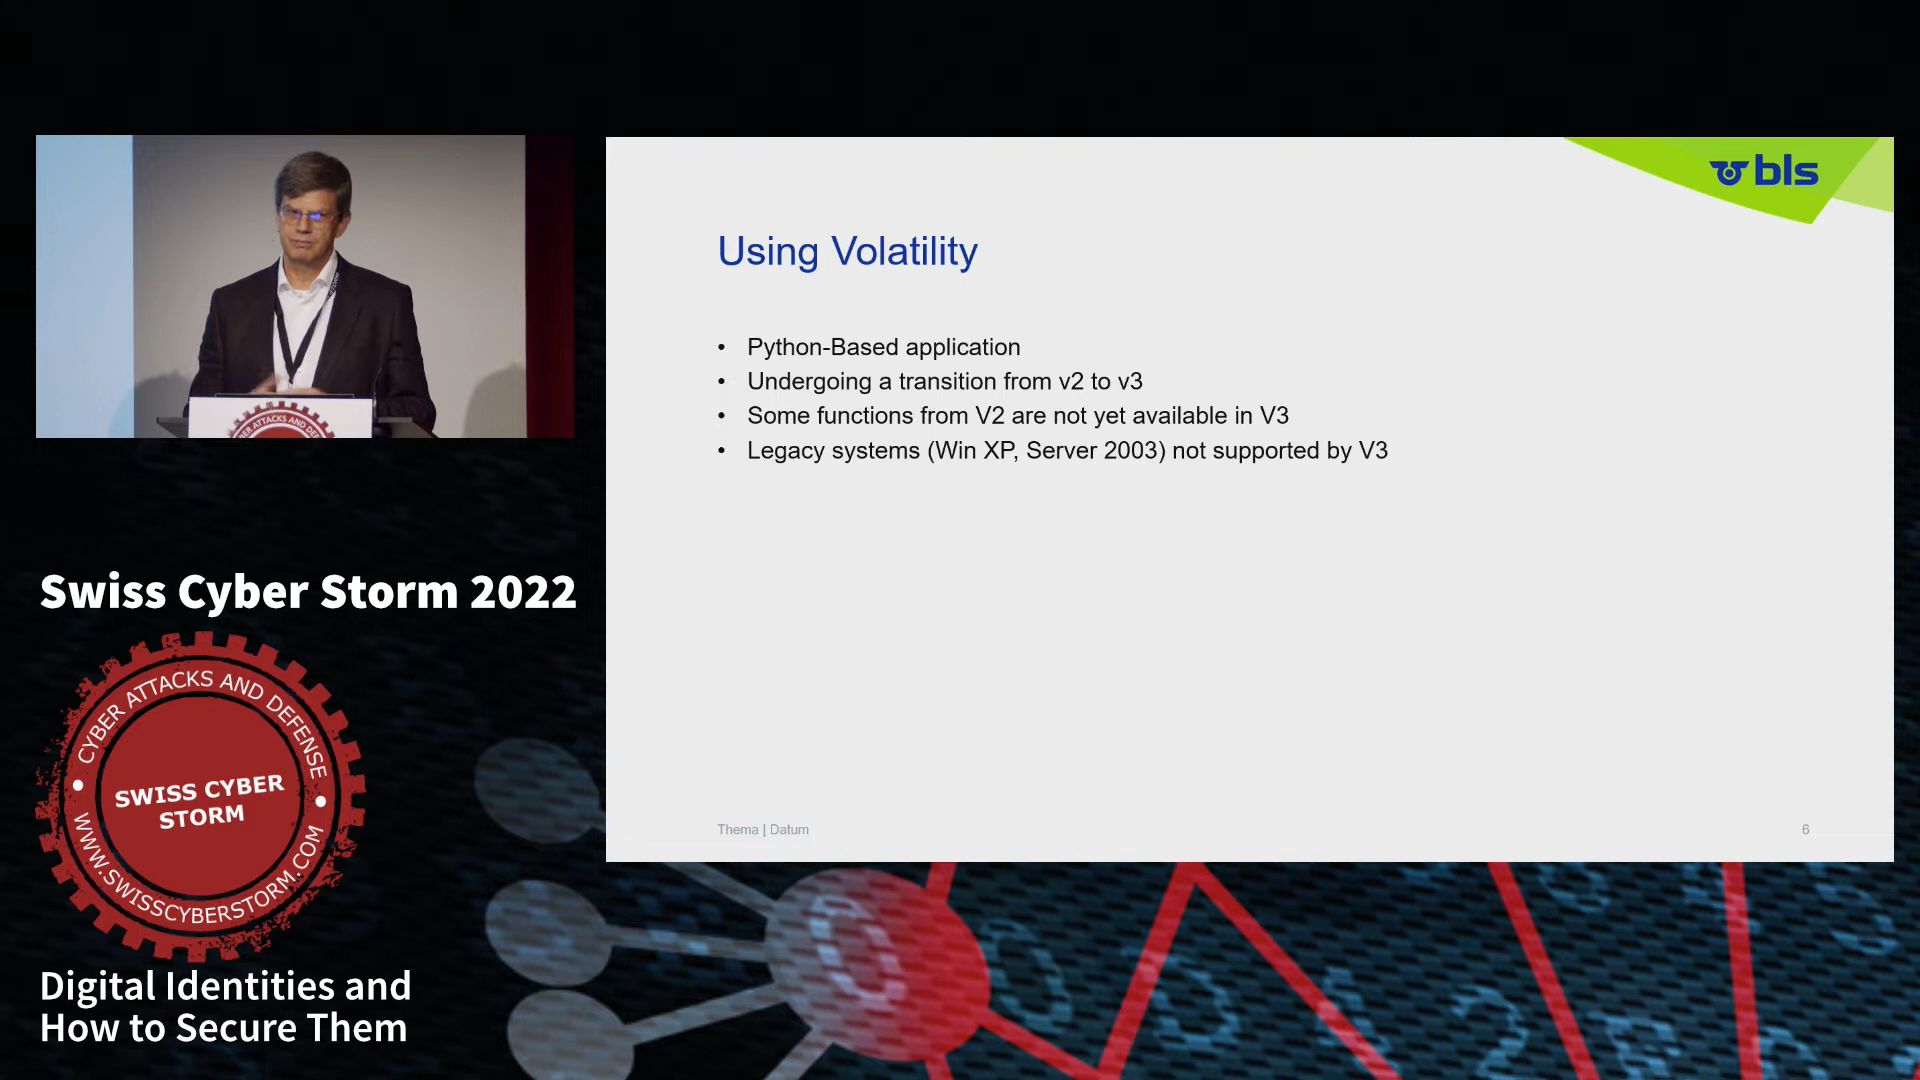 bls
Using Volatility
• Python-Based application
• Undergoing a transition from v2 to v3
• Some functions from V2 are not yet available in V3
• Legacy systems (Win XP, Server 2003) not supported by V3
Thema | Datum
6
Swiss Cyber Storm 2022
CYBER ATTACKS AND DEFENSE
SWISS CYBER
STORM
WWW.SWISSCYBERSTORM.COM
Digital Identities and
How to Secure Them